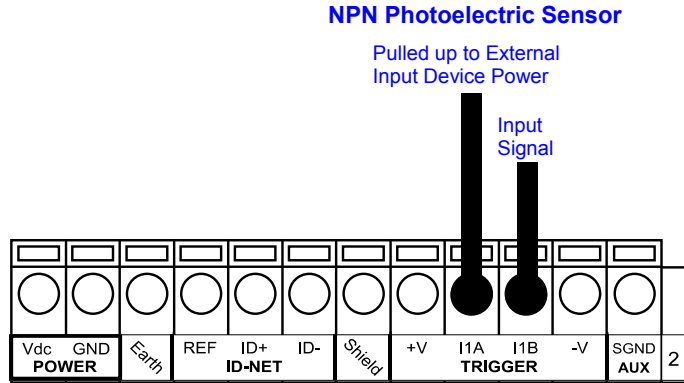 NPN Photoelectric Sensor
Pulled up to External
Input Device Power
Input
Signal
Vdc GND Earth REF ID+ ID- Shield +V I1A I1B -V SGND 2
POWER ID-NET TRIGGER AUX